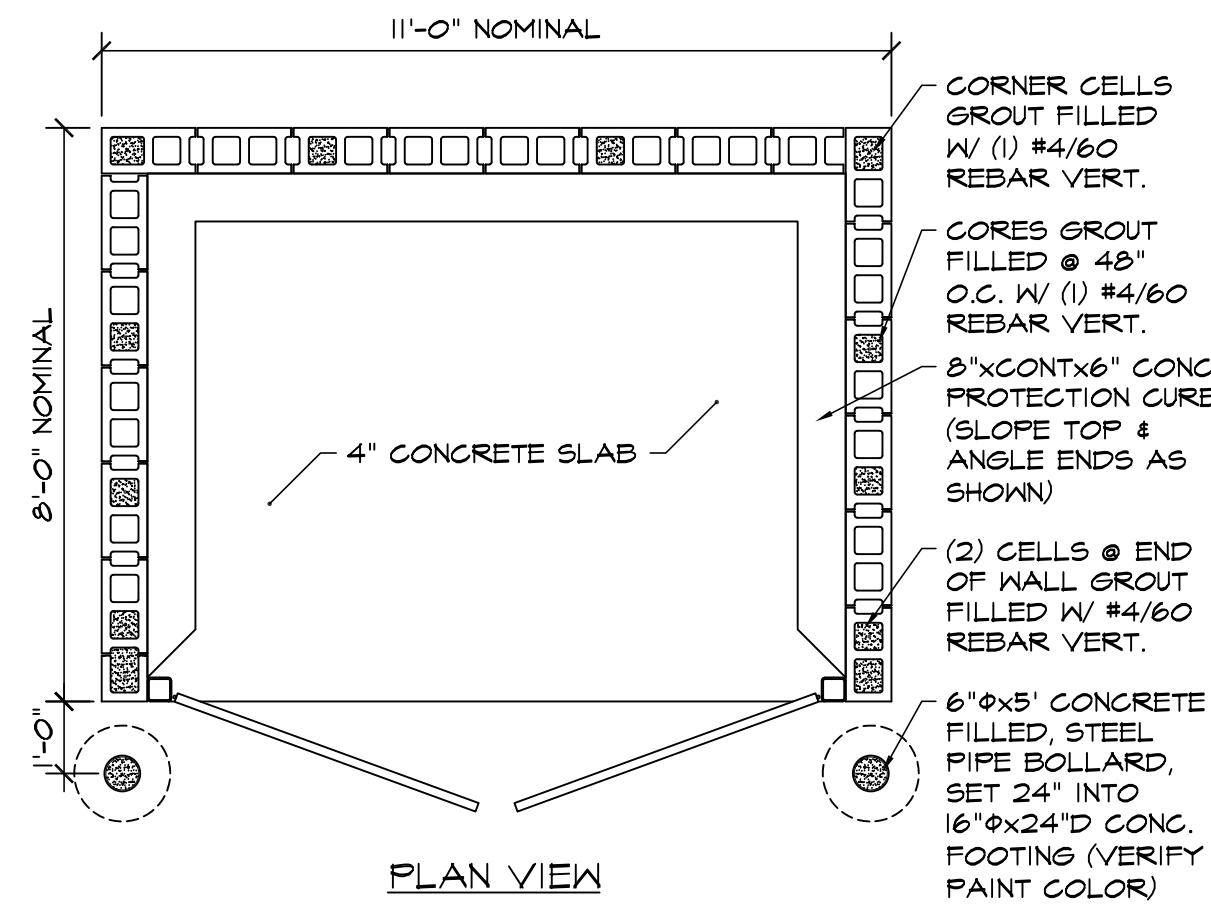 11'-0" NOMINAL
CORNER CELLS
GROUT FILLED
W/ (1) #4/60
REBAR VERT.
CORES GROUT
FILLED @ 48"
O.C. W/ (1) #4/60
REBAR VERT.
8"xCONTx6" CONC
PROTECTION CURB
(SLOPE TOP &
ANGLE ENDS AS
SHOWN)
8'-0" NOMINAL
4" CONCRETE SLAB
(2) CELLS @ END
OF WALL GROUT
FILLED W/ #4/60
REBAR VERT.
1'-0"
6"Φx5' CONCRETE
FILLED, STEEL
PIPE BOLLARD,
SET 24" INTO
16"Φx24"D CONC.
FOOTING (VERIFY
PAINT COLOR)
PLAN VIEW